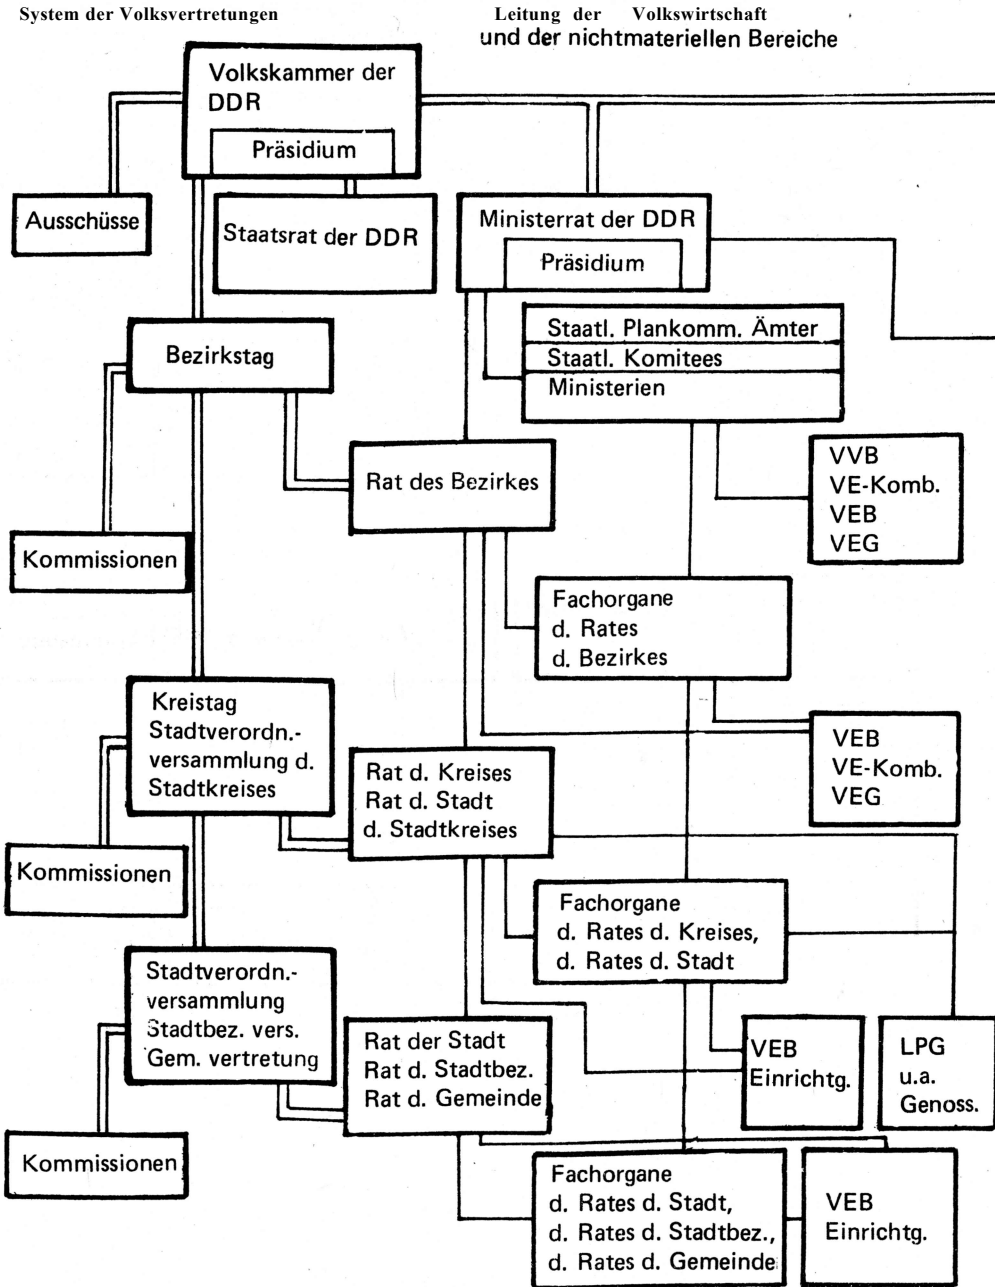 System der Volksvertretungen
Leitung der Volkswirtschaft
und der nichtmateriellen Bereiche
Volkskammer der
DDR
Präsidium
Ausschüsse
Staatsrat der DDR
Ministerrat der DDR
Präsidium
Staatl. Plankomm. Ämter
Staatl. Komitees
Ministerien
Bezirkstag
Rat des Bezirkes
VVB
VE-Komb.
VEB
VEG
Kommissionen
Fachorgane
d. Rates
d. Bezirkes
Kreistag
Stadtverordn.-
versammlung d.
Stadtkreises
Rat d. Kreises
Rat d. Stadt
d. Stadtkreises
VEB
VE-Komb.
VEG
Kommissionen
Fachorgane
d. Rates d. Kreises,
d. Rates d. Stadt
Stadtverordn.-
versammlung
Stadtbez. vers.
Gem. vertretung
Rat der Stadt
Rat d. Stadtbez.
Rat d. Gemeinde
VEB
Einrichtg.
LPG
u.a.
Genoss.
Kommissionen
Fachorgane
d. Rates d. Stadt,
d. Rates d. Stadtbez.,
d. Rates d. Gemeinde
VEB
Einrichtg.